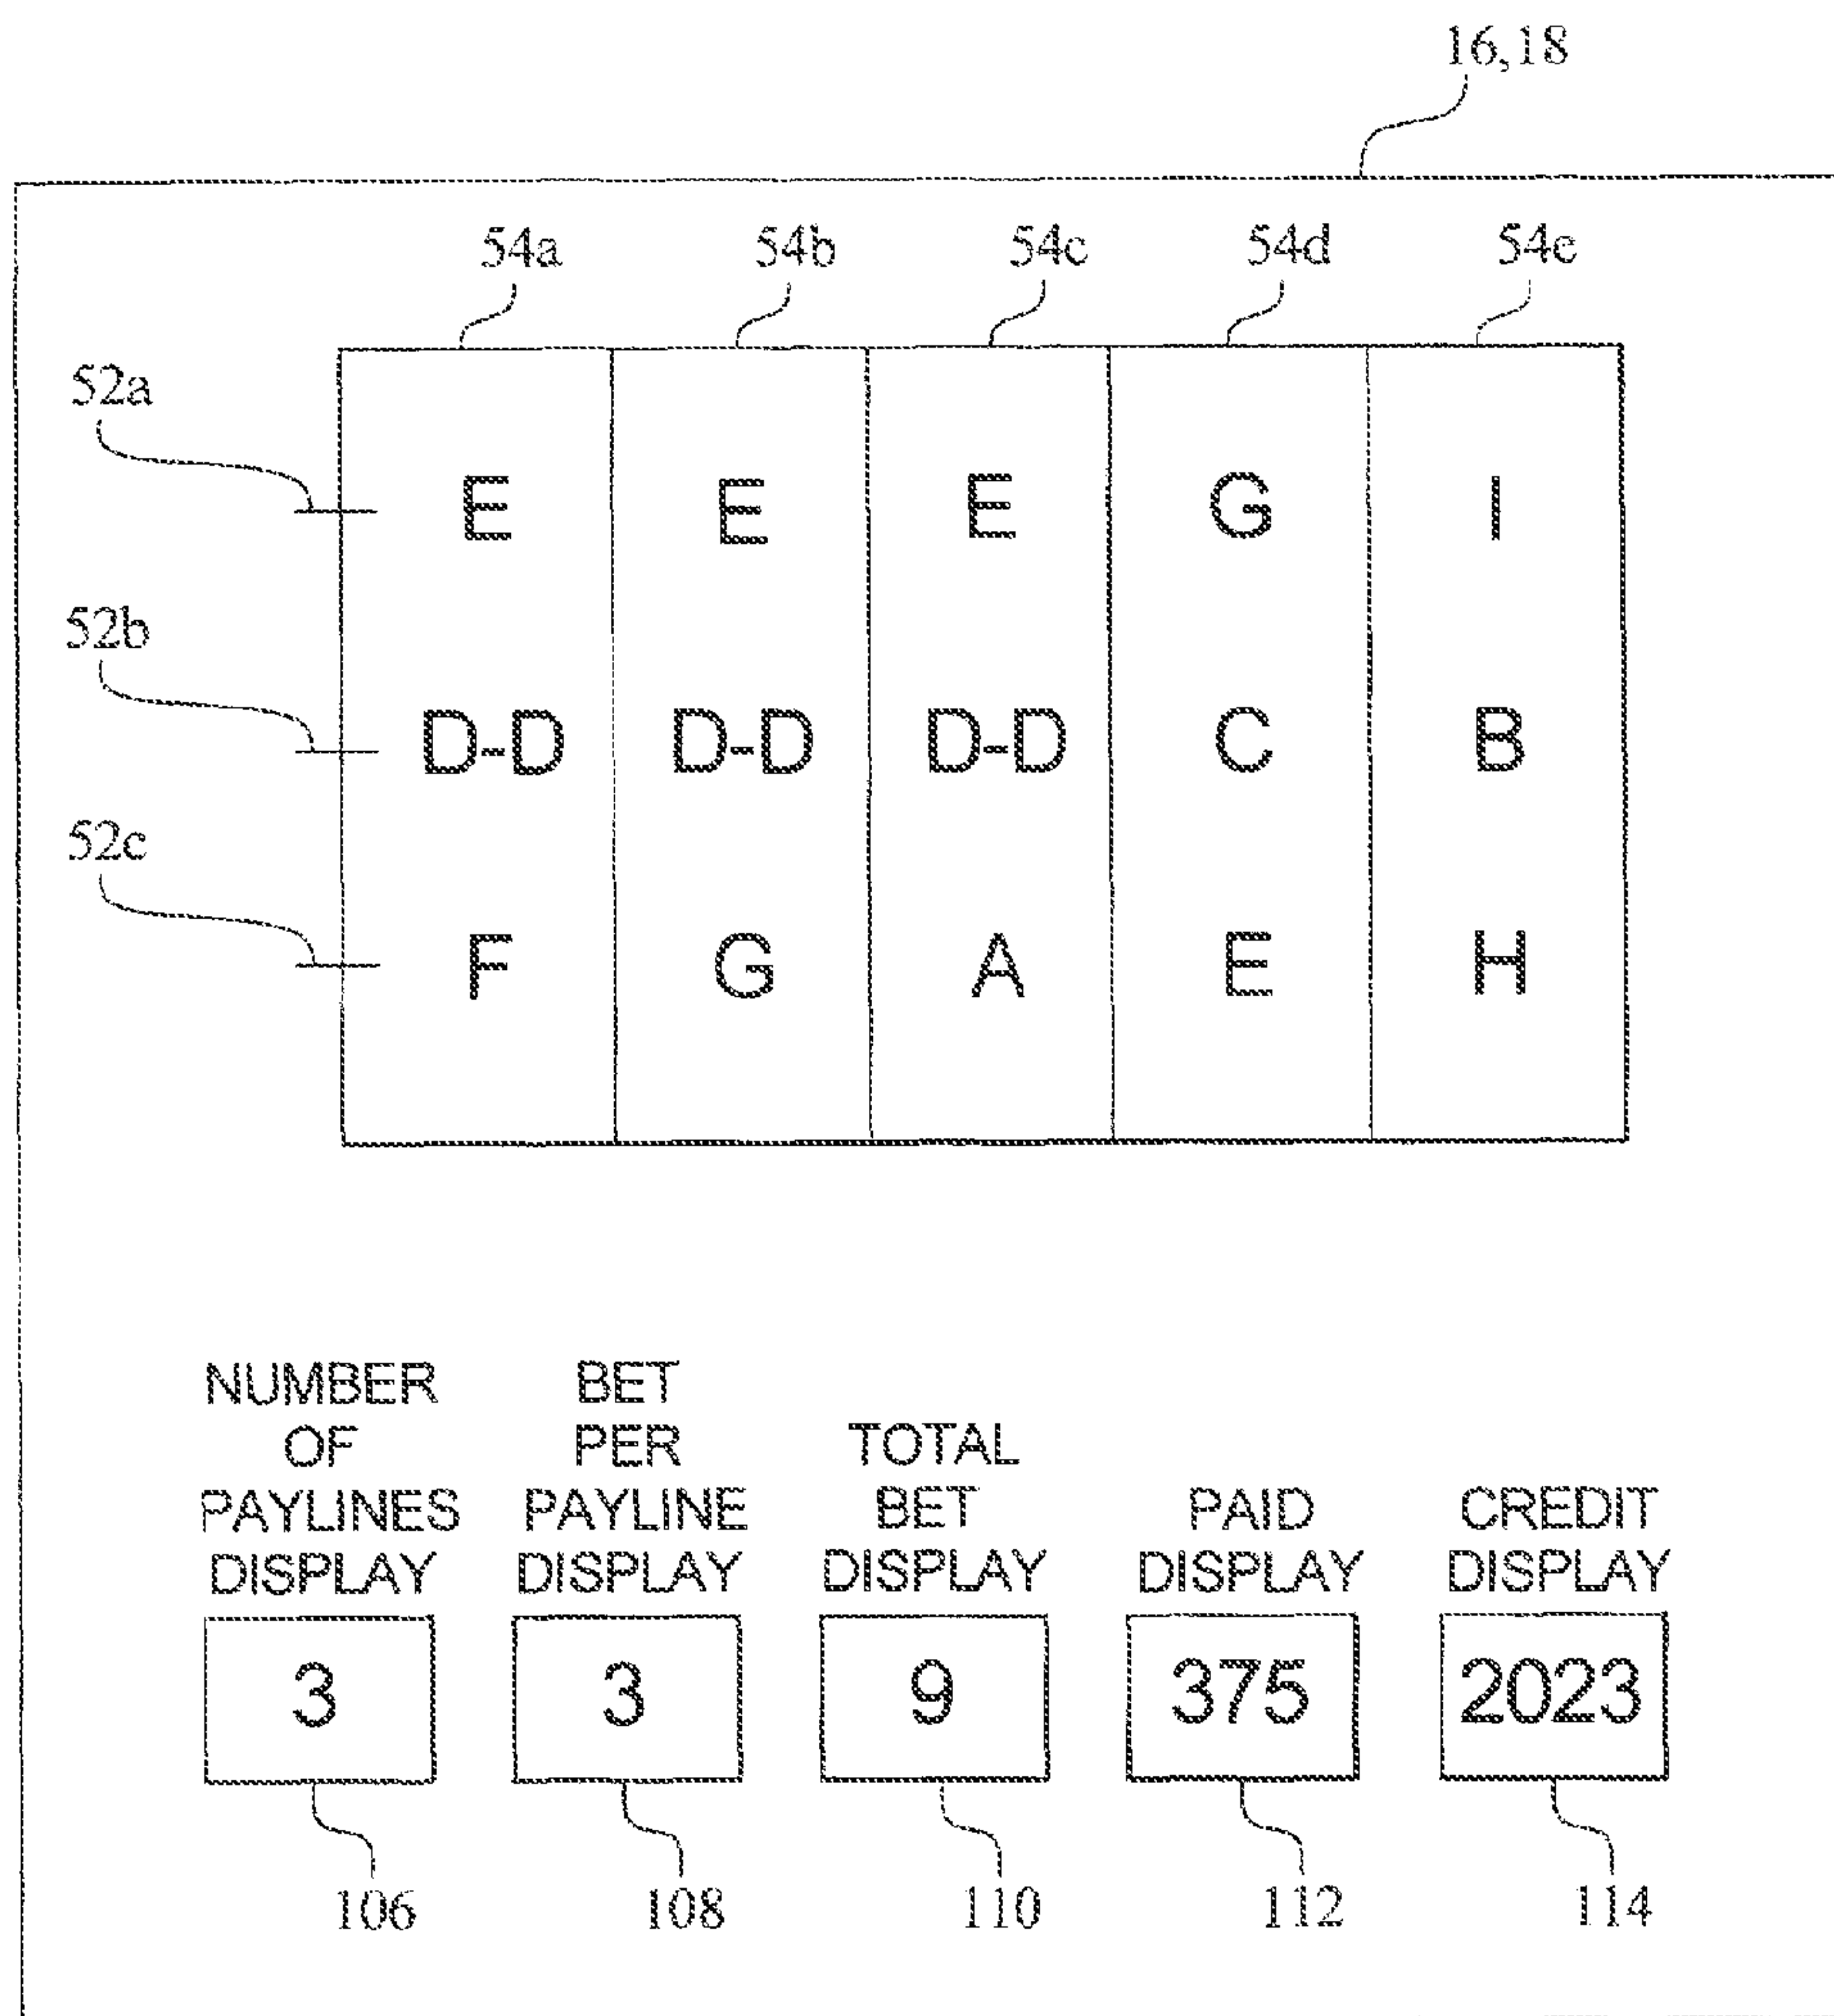 16,18
54a 54b 54c 54d 54e
52a
E E E G I
52b
D-D D-D D-D C B
52c
F G A E H
NUMBER OF PAYLINES DISPLAY
BET PER PAYLINE DISPLAY
TOTAL BET DISPLAY
PAID DISPLAY
CREDIT DISPLAY
3 3 9 375 2023
106 108 110 112 114